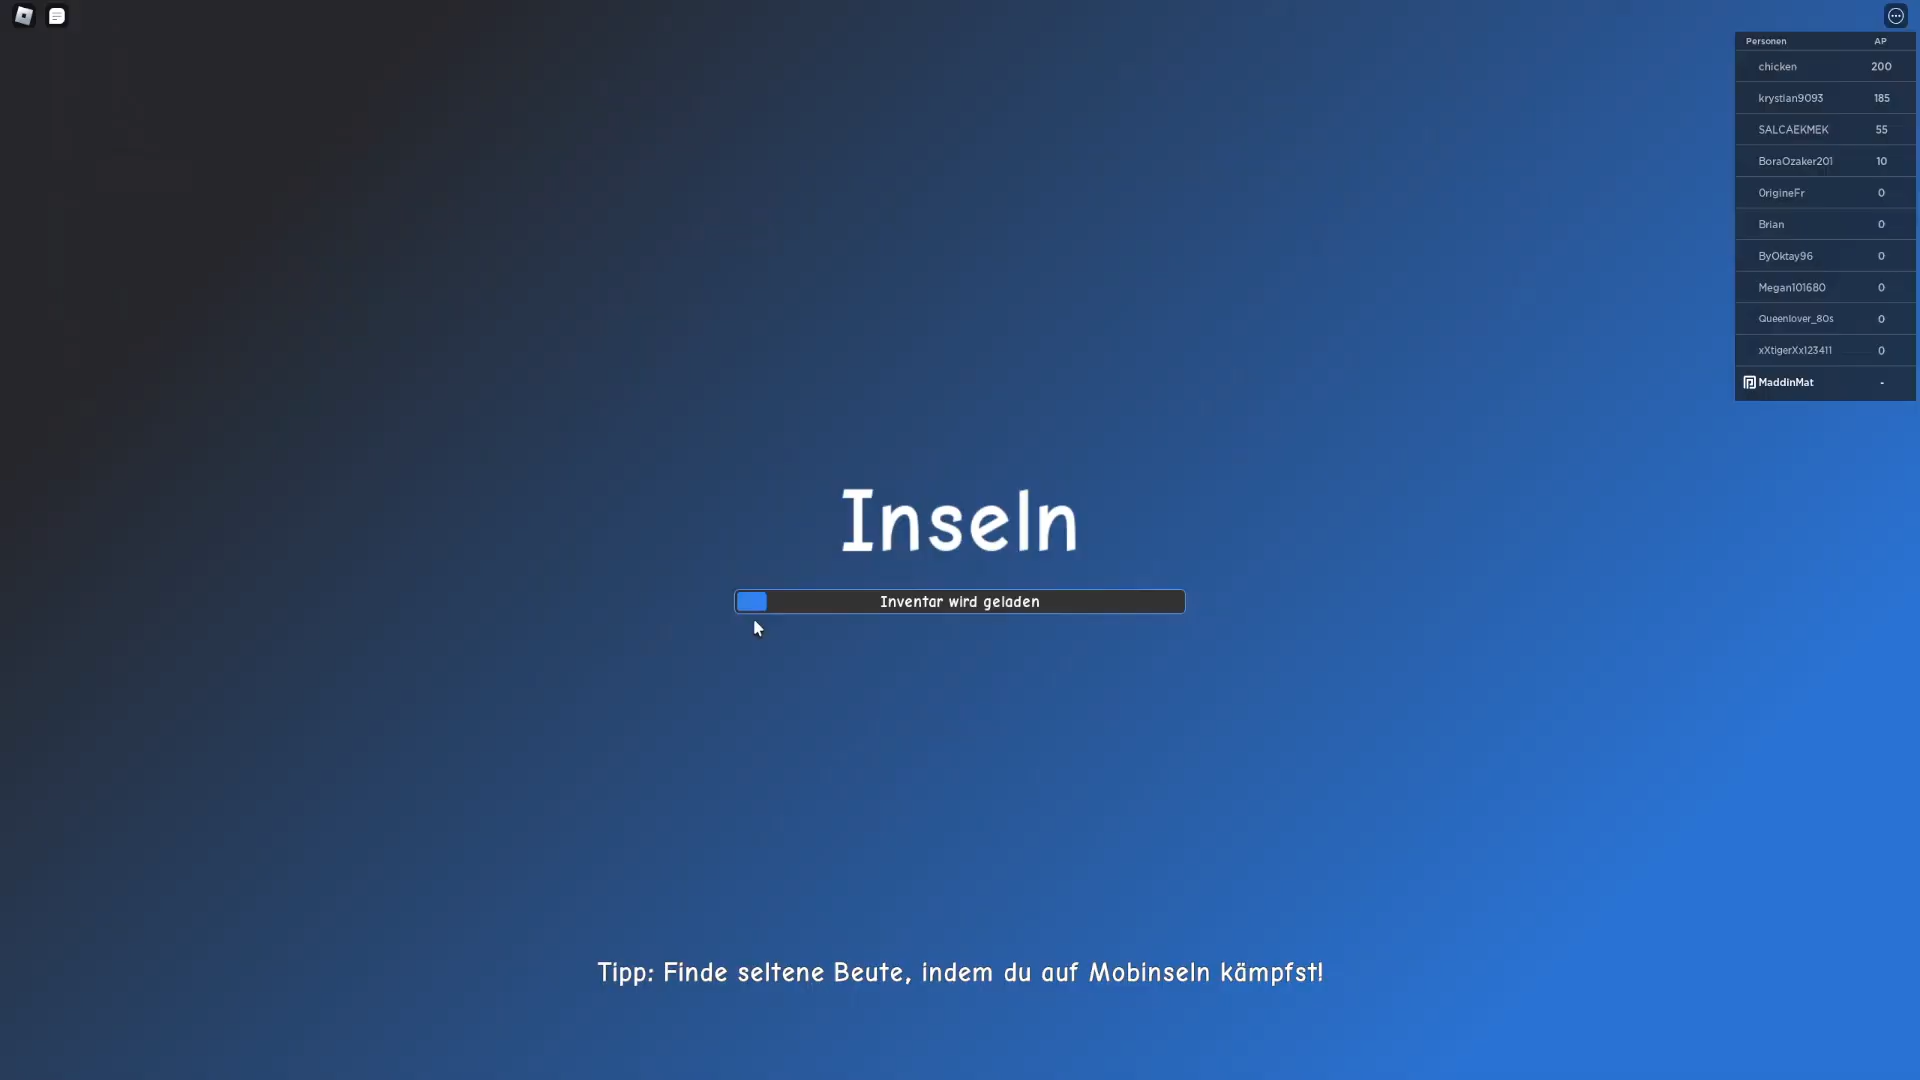 Personen AP
chicken 200
krystian9093 185
SALCAEKMEK 55
BoraOzaker201 10
0rigineFr 0
Brian 0
ByOktay96 0
Megan101680 0
Queenlover_80s 0
xXtigerXx123411 0
MaddinMat -
Inseln
Inventar wird geladen
Tipp: Finde seltene Beute, indem du auf Mobinseln kämpfst!